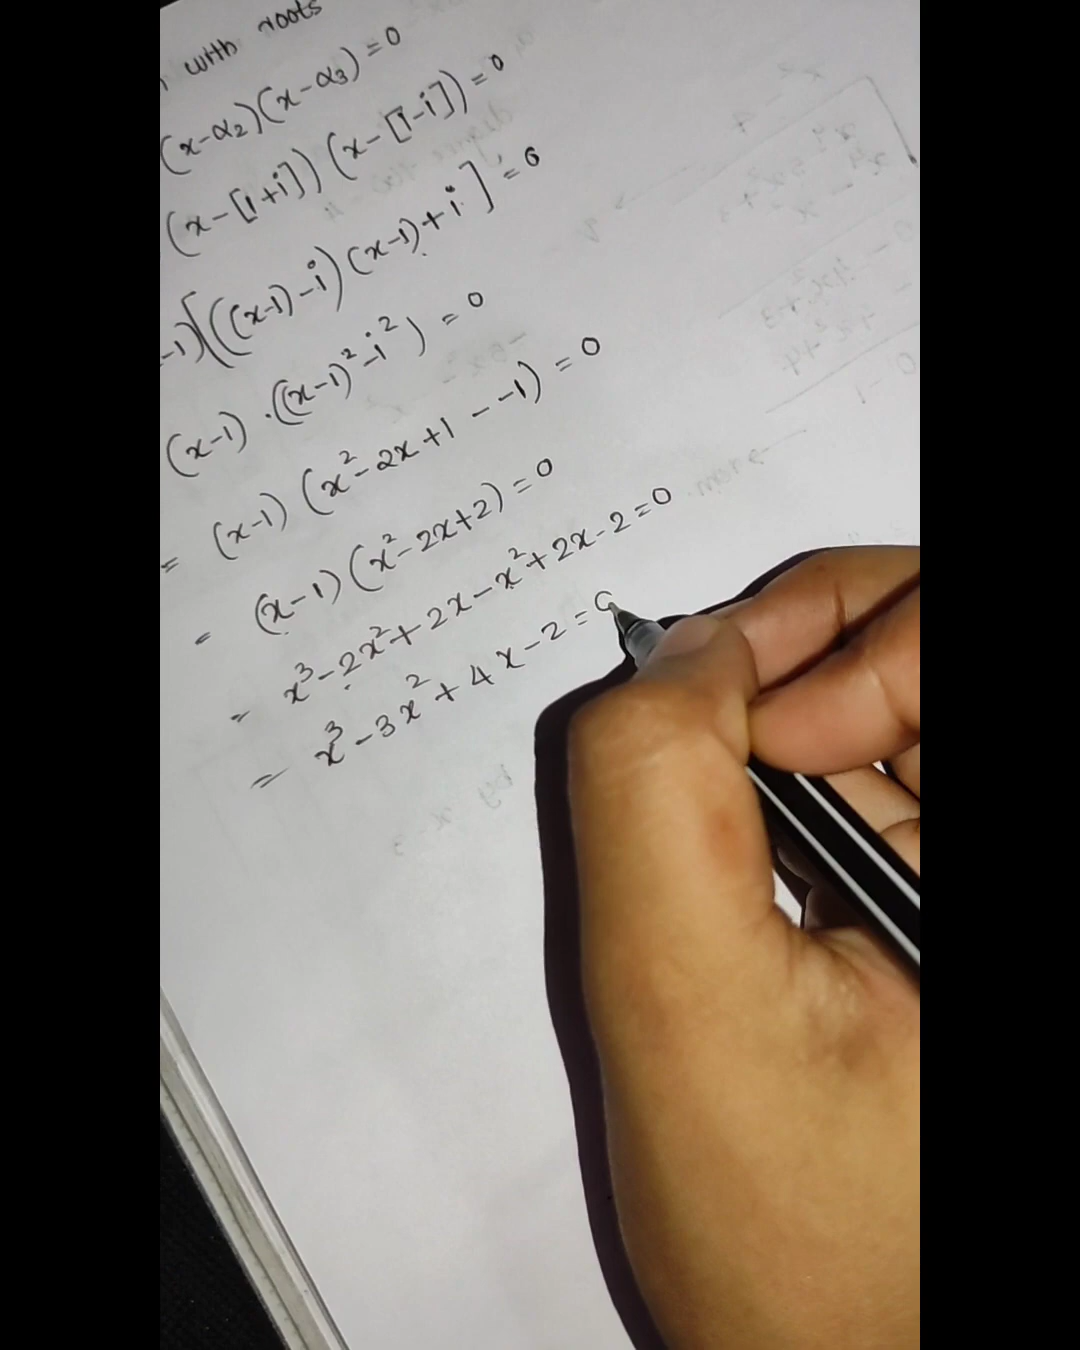 with roots
(x-α₂)(x-α₃)=0
(x-[1+i])(x-[1-i])=0
-1)[((x-1)-i)(x-1)+i]=0
(x-1).((x-1)²-i²)=0
= (x-1)(x²-2x+1--1)=0
= (x-1)(x²-2x+2)=0
= x³-2x²+2x-x²+2x-2=0
= x³-3x²+4x-2=0